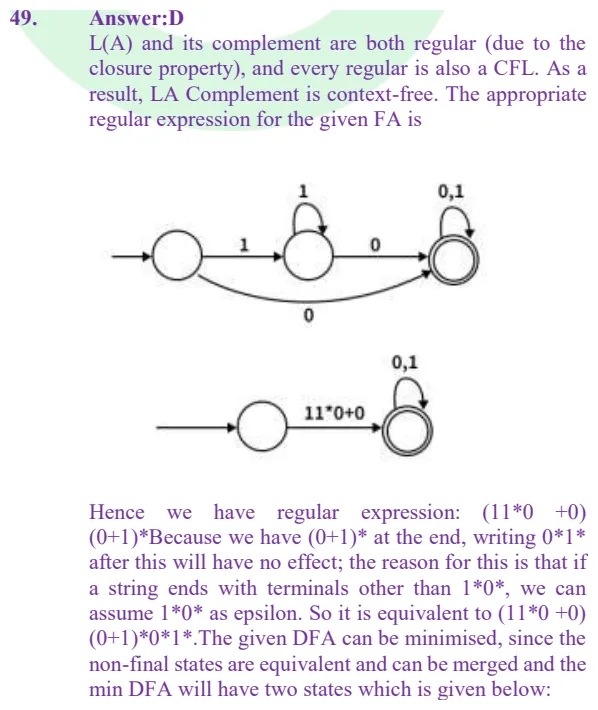 49. Answer:D
L(A) and its complement are both regular (due to the
closure property), and every regular is also a CFL. As a
result, LA Complement is context-free. The appropriate
regular expression for the given FA is
1
0,1
1
0
0
0,1
11*0+0
Hence we have regular expression: (11*0 +0)
(0+1)*Because we have (0+1)* at the end, writing 0*1*
after this will have no effect; the reason for this is that if
a string ends with terminals other than 1*0*, we can
assume 1*0* as epsilon. So it is equivalent to (11*0 +0)
(0+1)*0*1*.The given DFA can be minimised, since the
non-final states are equivalent and can be merged and the
min DFA will have two states which is given below: